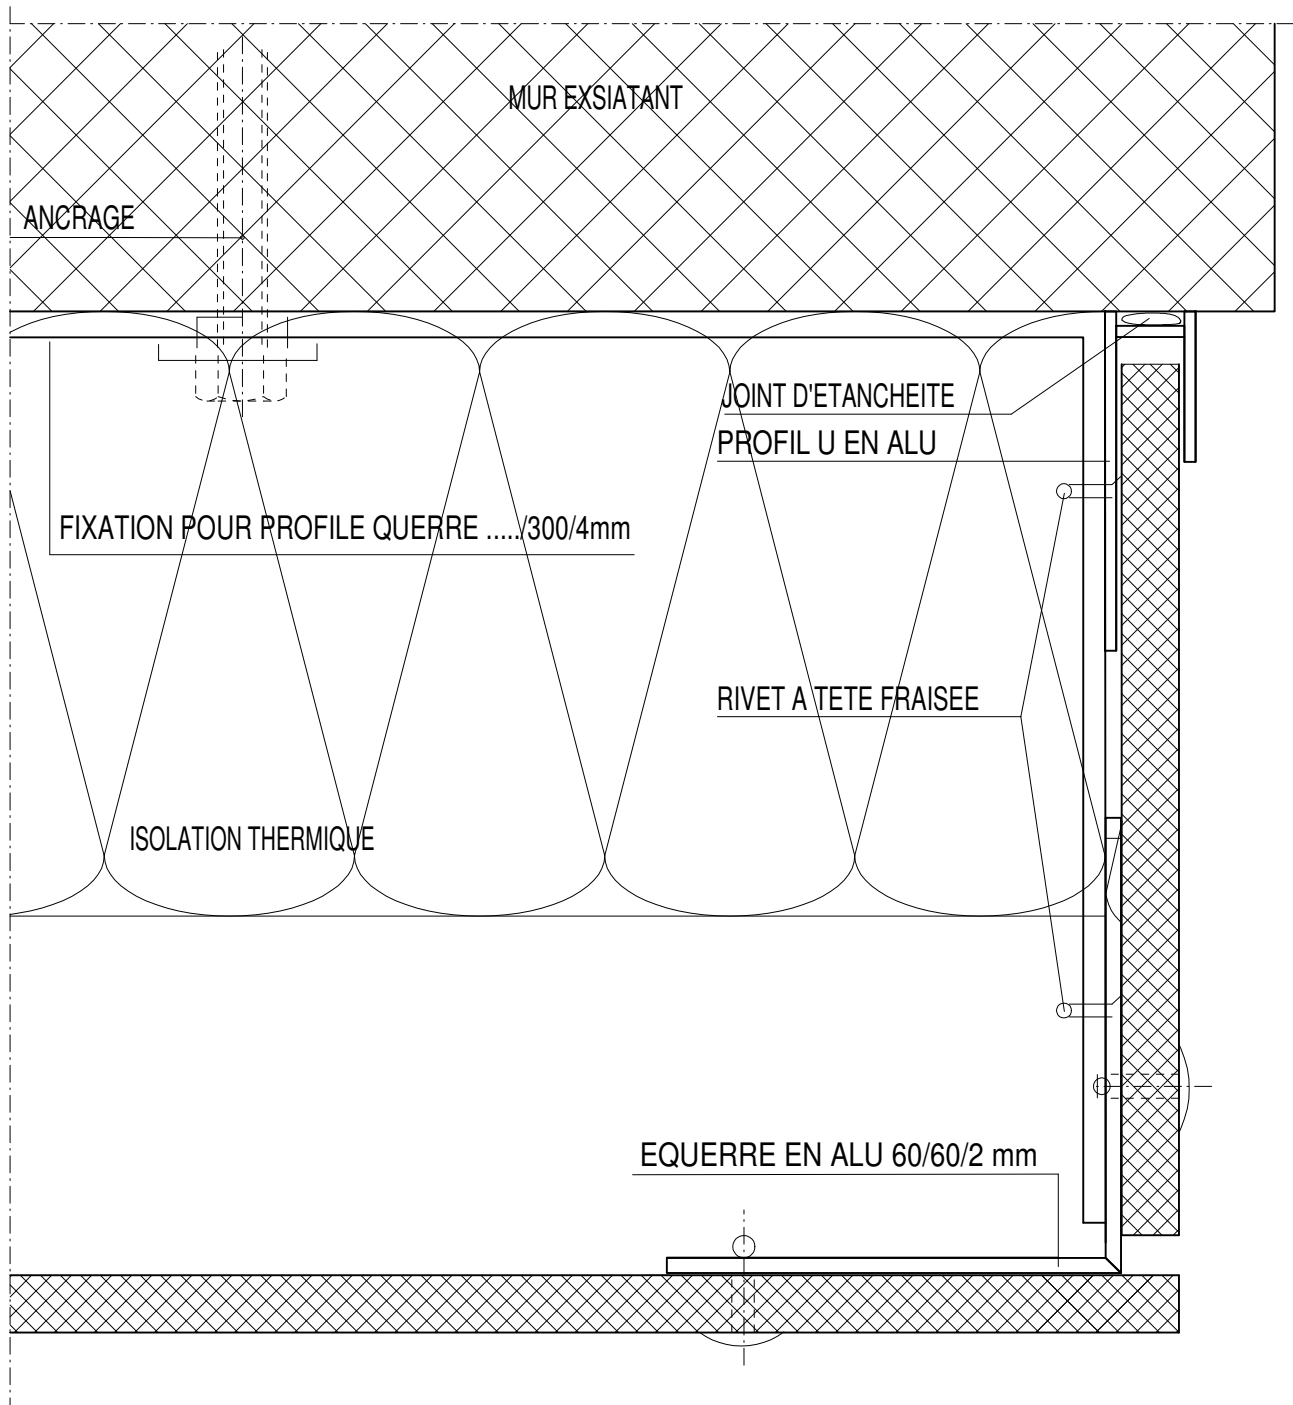 MUR EXSIATANT
ANCRAGE
JOINT D'ETANCHEITE
PROFIL U EN ALU
FIXATION POUR PROFILE QUERRE ...../300/4mm
RIVET A TETE FRAISEE
ISOLATION THERMIQUE
EQUERRE EN ALU 60/60/2 mm